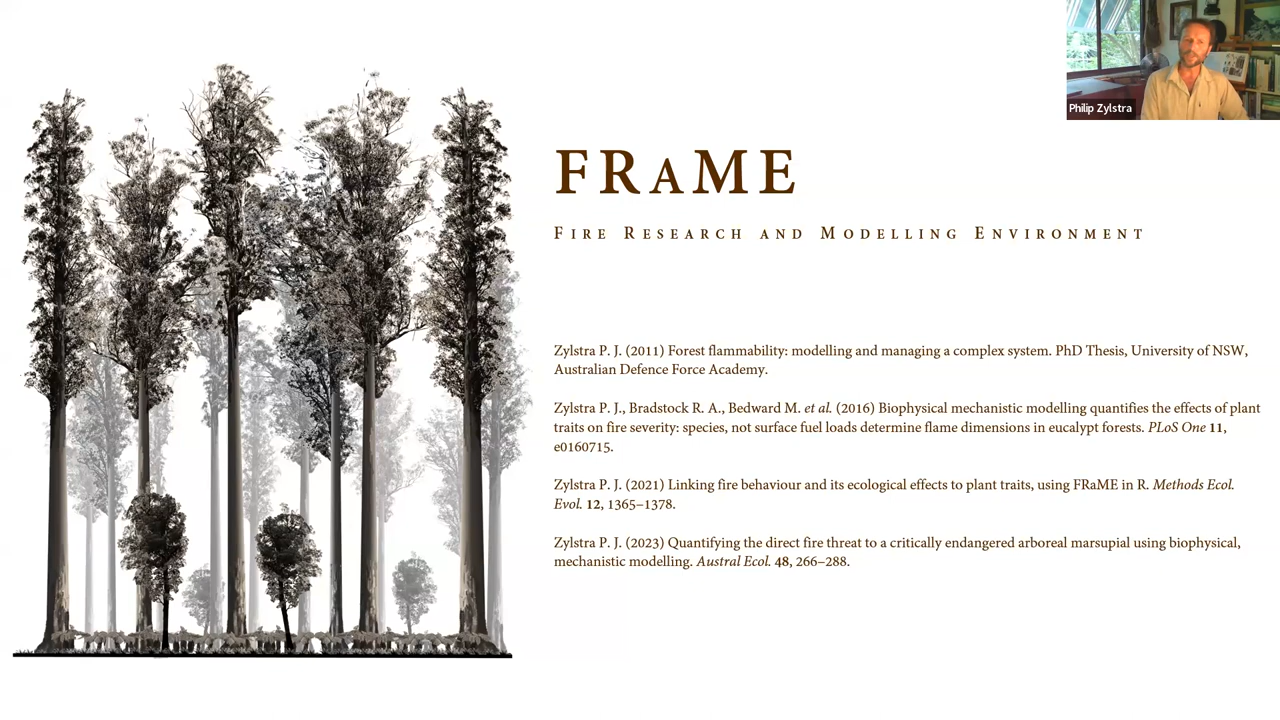 Philip Zylstra
FRAME
FIRE RESEARCH AND MODELLING ENVIRONMENT
Zylstra P. J. (2011) Forest flammability: modelling and managing a complex system. PhD Thesis, University of NSW,
Australian Defence Force Academy.
Zylstra P. J., Bradstock R. A., Bedward M. et al. (2016) Biophysical mechanistic modelling quantifies the effects of plant
traits on fire severity: species, not surface fuel loads determine flame dimensions in eucalypt forests. PLoS One 11,
e0160715.
Zylstra P. J. (2021) Linking fire behaviour and its ecological effects to plant traits, using FRaME in R. Methods Ecol.
Evol. 12, 1365–1378.
Zylstra P. J. (2023) Quantifying the direct fire threat to a critically endangered arboreal marsupial using biophysical,
mechanistic modelling. Austral Ecol. 48, 266–288.